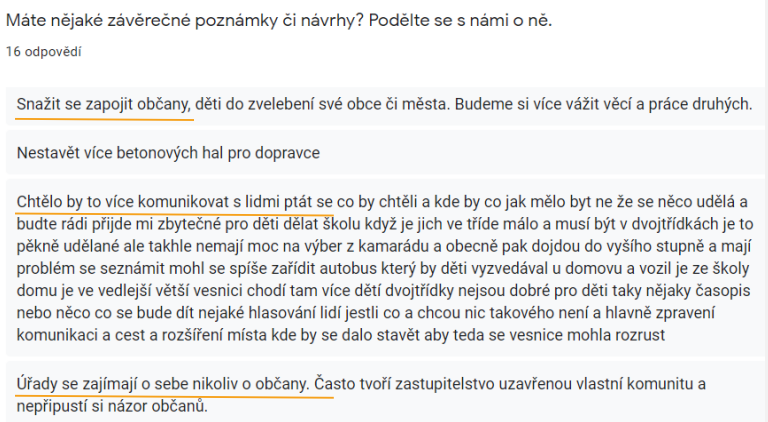 Máte nějaké závěrečné poznámky či návrhy? Podělte se s námi o ně.
16 odpovědí
Snažit se zapojit občany, děti do zvelebení své obce či města. Budeme si více vážit věcí a práce druhých.
Nestavět více betonových hal pro dopravce
Chtělo by to více komunikovat s lidmi ptát se co by chtěli a kde by co jak mělo byt ne že se něco udělá a
budte rádi přijde mi zbytečné pro děti dělat školu když je jich ve tříde málo a musí být v dvojtřídkách je to
pěkně udělané ale takhle nemají moc na výber z kamarádu a obecně pak dojdou do vyšího stupně a mají
problém se seznámit mohl se spíše zařídit autobus který by děti vyzvedával u domovu a vozil je ze školy
domu je ve vedlejší větší vesnici chodí tam více dětí dvojtřídky nejsou dobré pro děti taky nějaky časopis
nebo něco co se bude dít nejaké hlasování lidí jestli co a chcou nic takového není a hlavně zpravení
komunikaci a cest a rozšíření místa kde by se dalo stavět aby teda se vesnice mohla rozrust
Úřady se zajímají o sebe nikoliv o občany. Často tvoří zastupitelstvo uzavřenou vlastní komunitu a
nepřipustí si názor občanů.